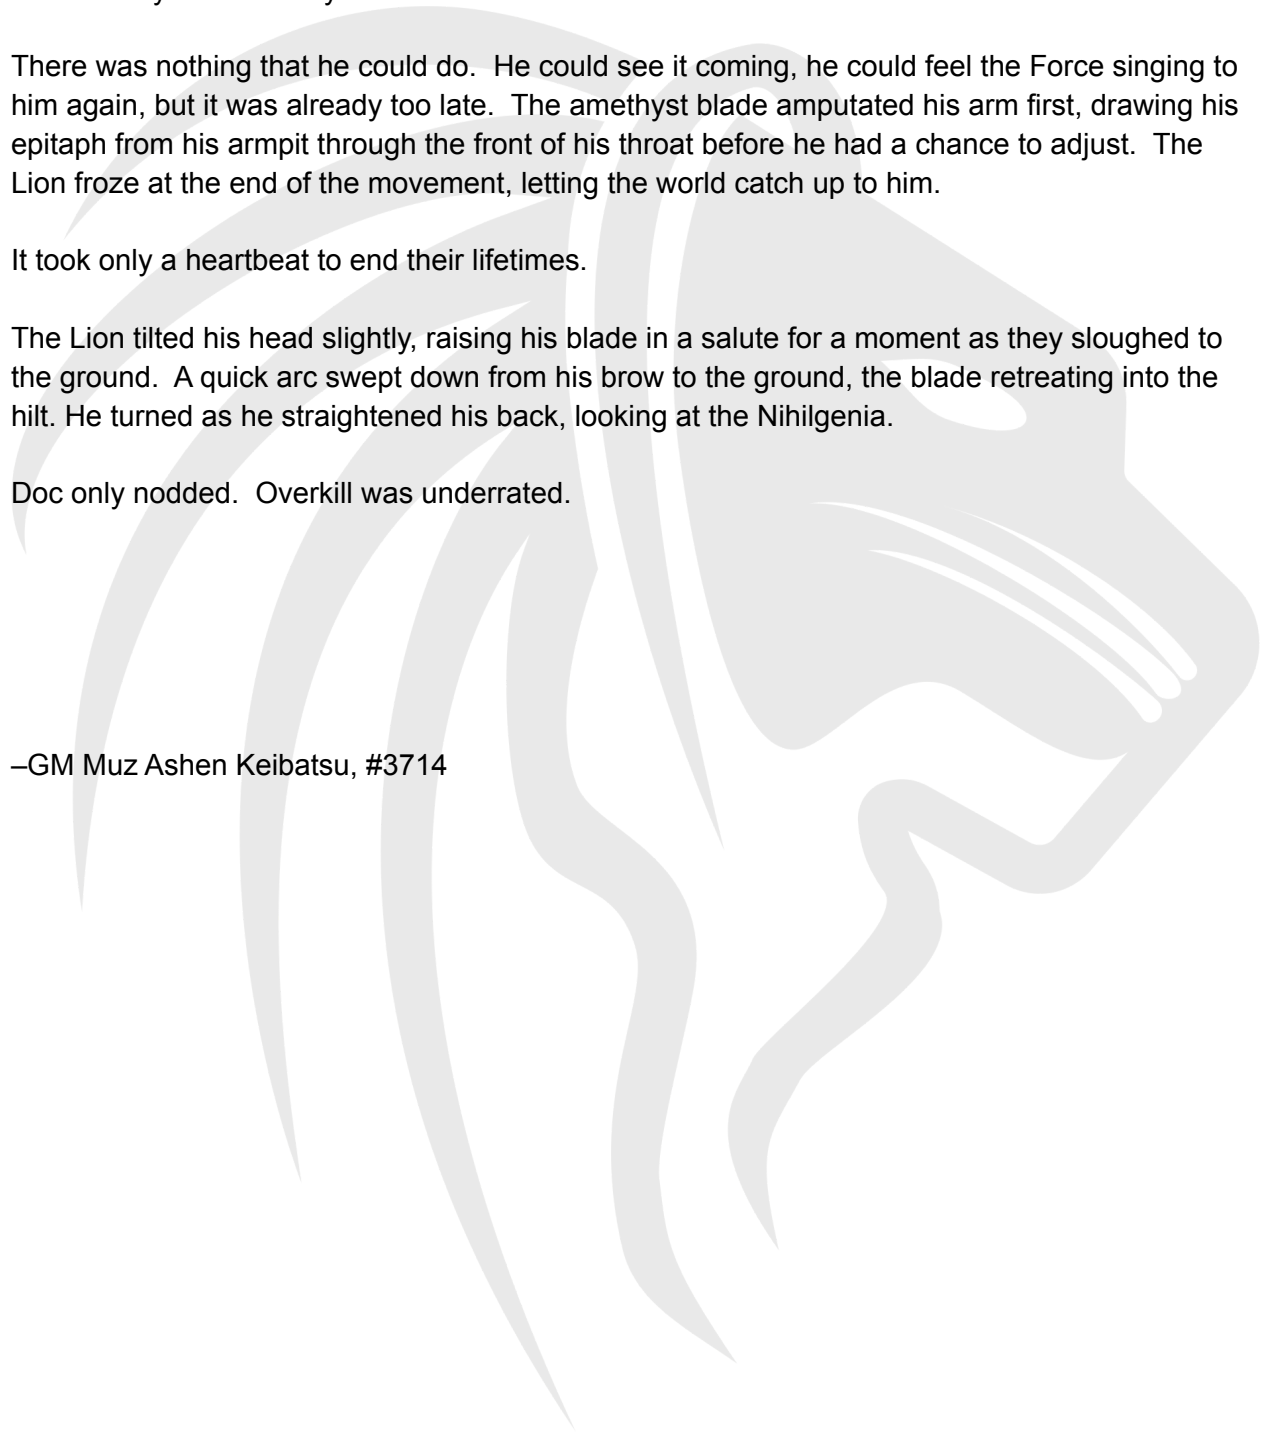 There was nothing that he could do.  He could see it coming, he could feel the Force singing to
him again, but it was already too late.  The amethyst blade amputated his arm first, drawing his
epitaph from his armpit through the front of his throat before he had a chance to adjust.  The
Lion froze at the end of the movement, letting the world catch up to him.
It took only a heartbeat to end their lifetimes.
The Lion tilted his head slightly, raising his blade in a salute for a moment as they sloughed to
the ground.  A quick arc swept down from his brow to the ground, the blade retreating into the
hilt. He turned as he straightened his back, looking at the Nihilgenia.
Doc only nodded.  Overkill was underrated.
–GM Muz Ashen Keibatsu, #3714